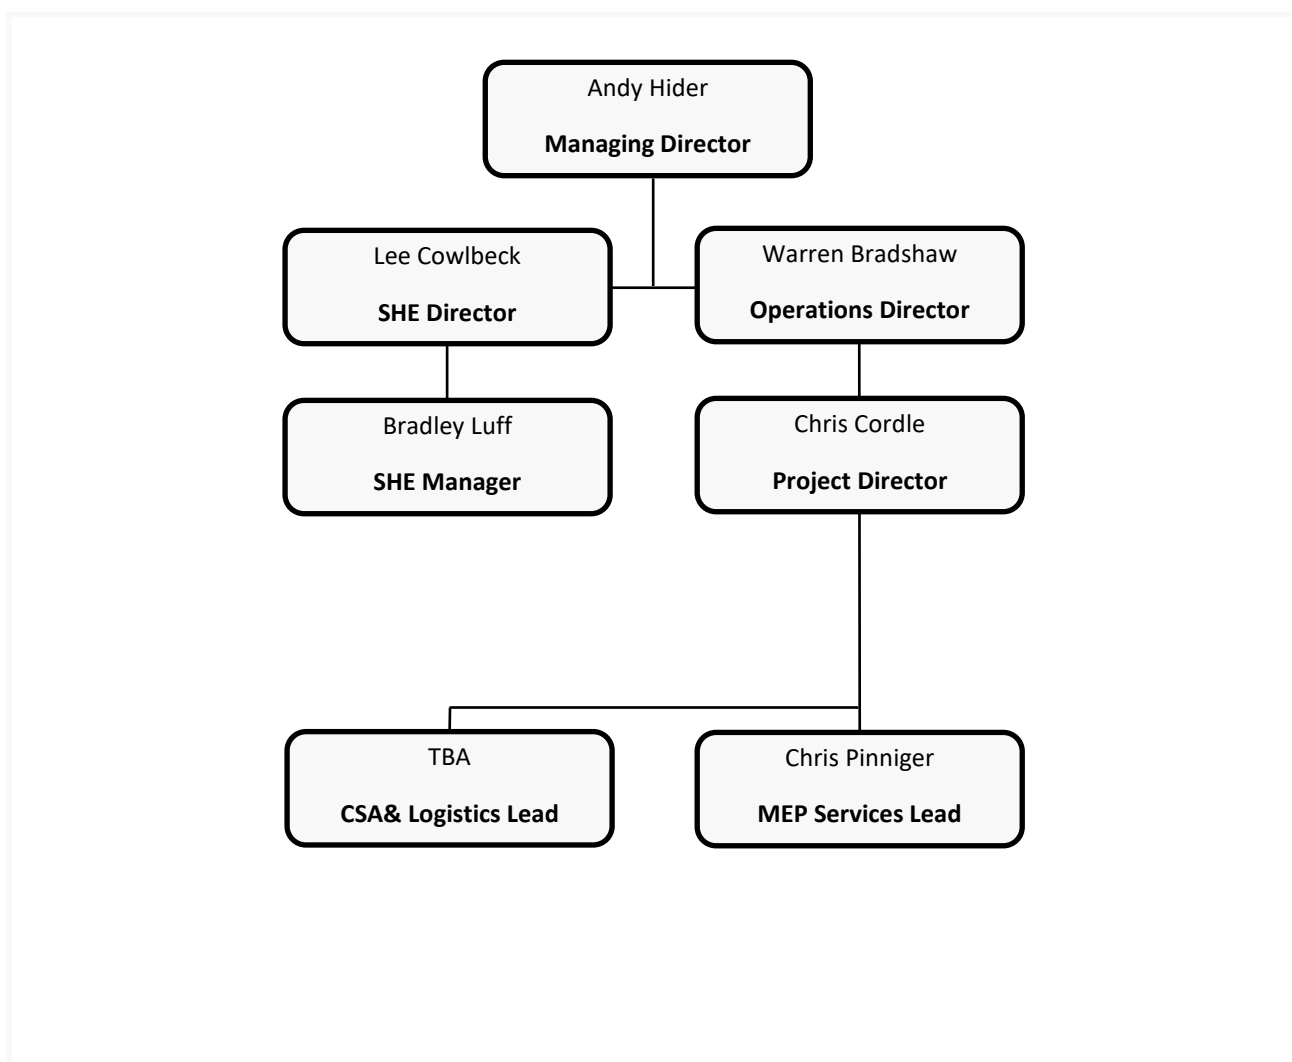 Andy Hider
Managing Director
Lee Cowlbeck
SHE Director
Warren Bradshaw
Operations Director
Bradley Luff
SHE Manager
Chris Cordle
Project Director
TBA
CSA& Logistics Lead
Chris Pinniger
MEP Services Lead